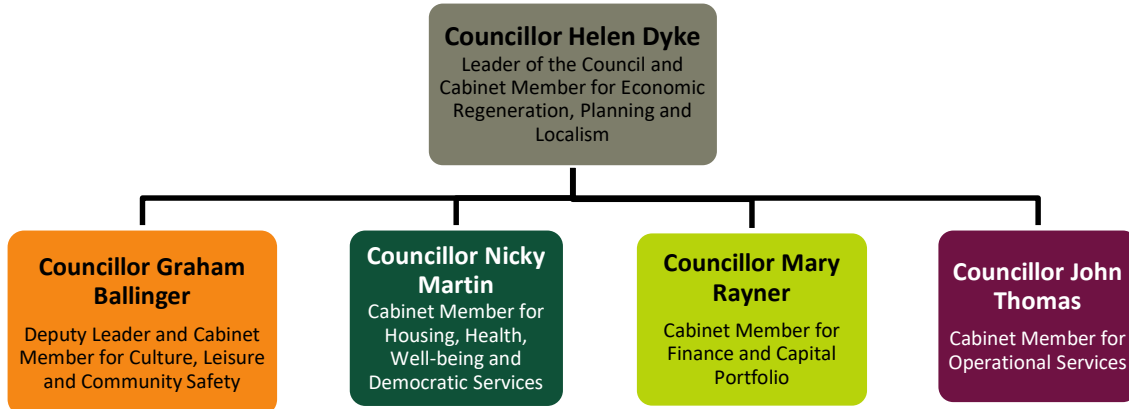 Councillor Helen Dyke
Leader of the Council and
Cabinet Member for Economic
Regeneration, Planning and
Localism
Councillor Graham
Ballinger
Deputy Leader and Cabinet
Member for Culture, Leisure
and Community Safety
Councillor Nicky
Martin
Cabinet Member for
Housing, Health,
Well-being and
Democratic Services
Councillor Mary
Rayner
Cabinet Member for
Finance and Capital
Portfolio
Councillor John
Thomas
Cabinet Member for
Operational Services